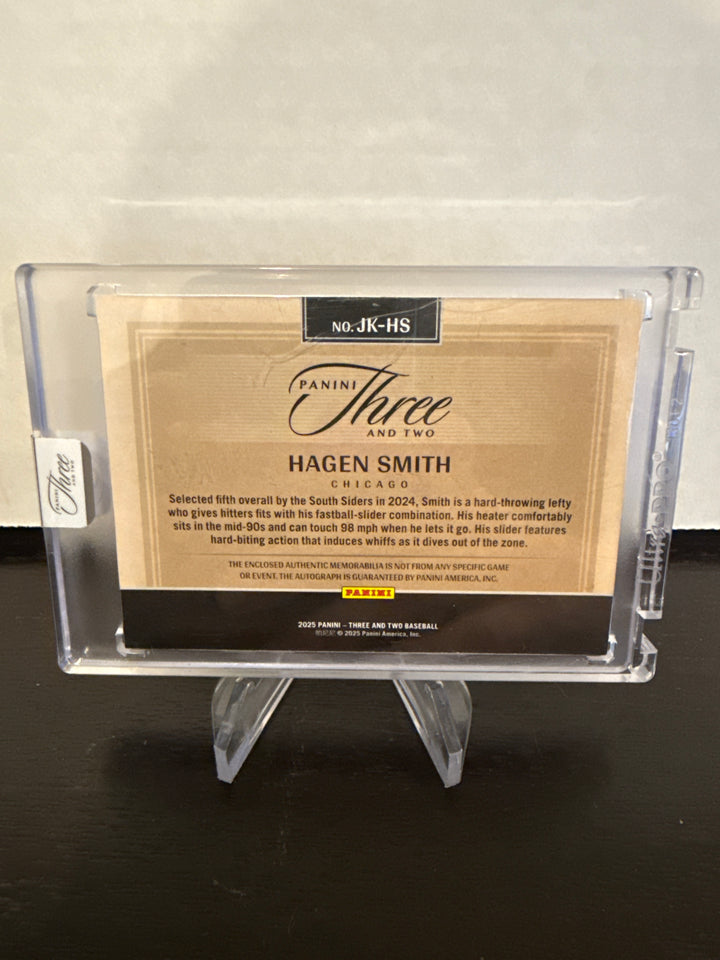 NO. JK-HS
PANINI Three
AND TWO
HAGEN SMITH
CHICAGO
Selected fifth overall by the South Siders in 2024, Smith is a hard-throwing lefty
who gives hitters fits with his fastball-slider combination. His heater comfortably
sits in the mid-90s and can touch 98 mph when he lets it go. His slider features
hard-biting action that induces whiffs as it dives out of the zone.
THE ENCLOSED AUTHENTIC MEMORABILIA IS NOT FROM ANY SPECIFIC GAME
OR EVENT. THE AUTOGRAPH IS GUARANTEED BY PANINI AMERICA, INC.
PANINI
2025 PANINI – THREE AND TWO BASEBALL
© 2025 Panini America, Inc.
PANINI Three
AND TWO